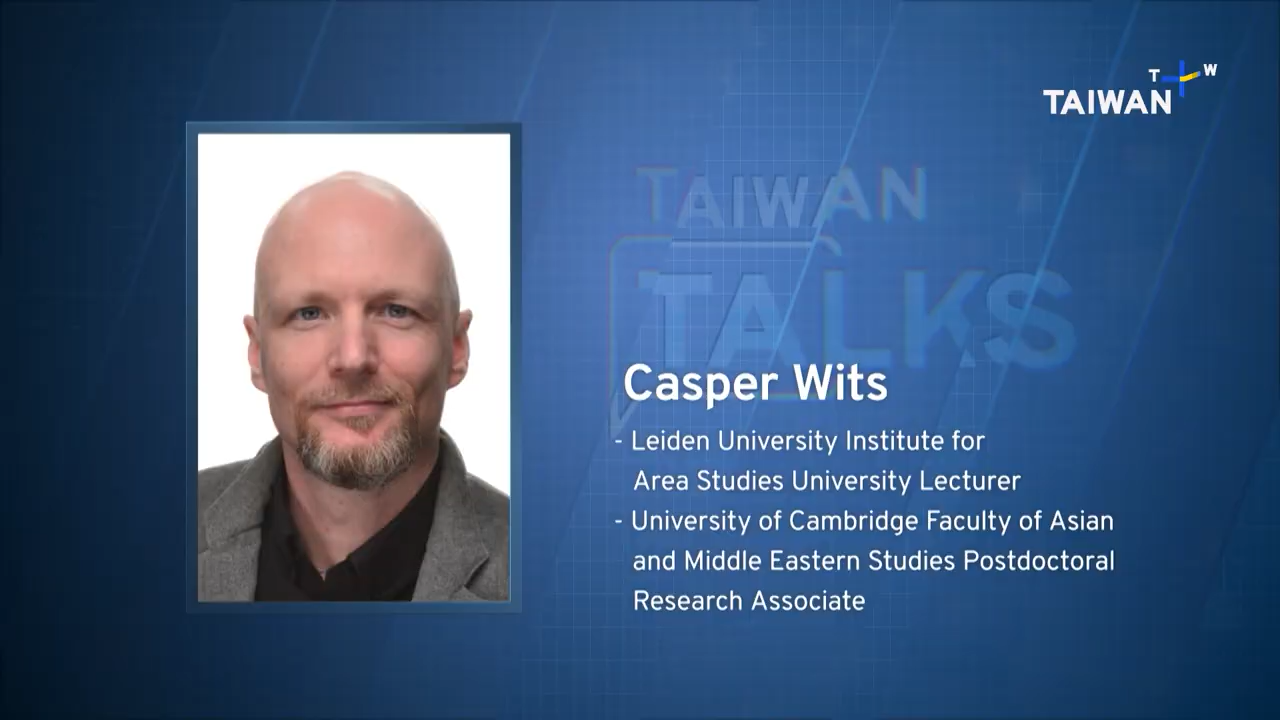 T W
TAIWAN
TAIWAN
TALKS
Casper Wits
- Leiden University Institute for
Area Studies University Lecturer
- University of Cambridge Faculty of Asian
and Middle Eastern Studies Postdoctoral
Research Associate